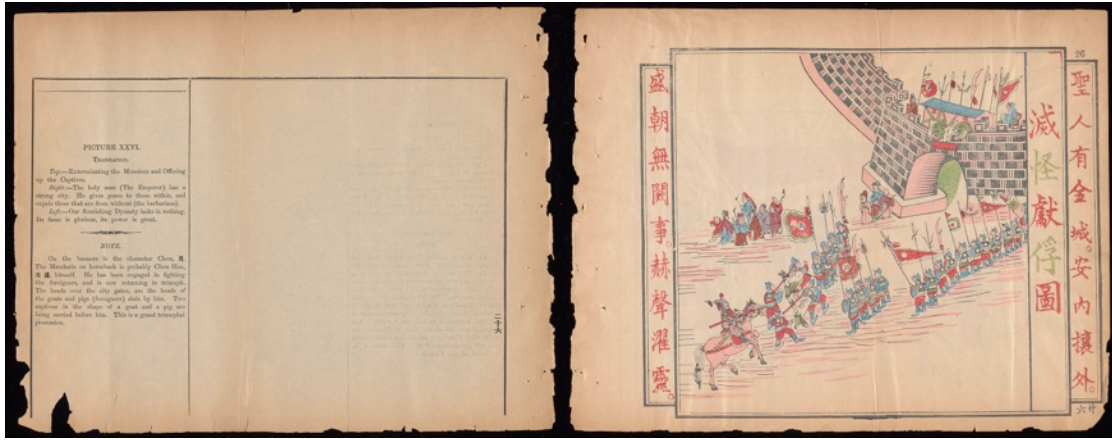 PICTURE XXVI.
TRANSLATION.
Top:—Exterminating the Monsters and Offering
up the Captives.
Right:—The holy man (The Emperor) has a
strong city. He gives peace to those within, and
expels those that are from without (the barbarians).
Left:—Our flourishing Dynasty lacks in nothing.
Its fame is glorious, its power is great.
NOTE.
On the banners is the character Chou, 周.
The Mandarin on horseback is probably Chou Han,
周漢, himself. He has been engaged in fighting
the foreigners, and is now returning in triumph.
The heads over the city gates, are the heads of
the goats and pigs (foreigners) slain by him. Two
captives in the shape of a goat and a pig are
being carried before him. This is a grand triumphal
procession.
二十六
26
聖人有金城。安內攘外。
滅怪獻俘圖
盛朝無闕事。赫聲濯靈。
廿六